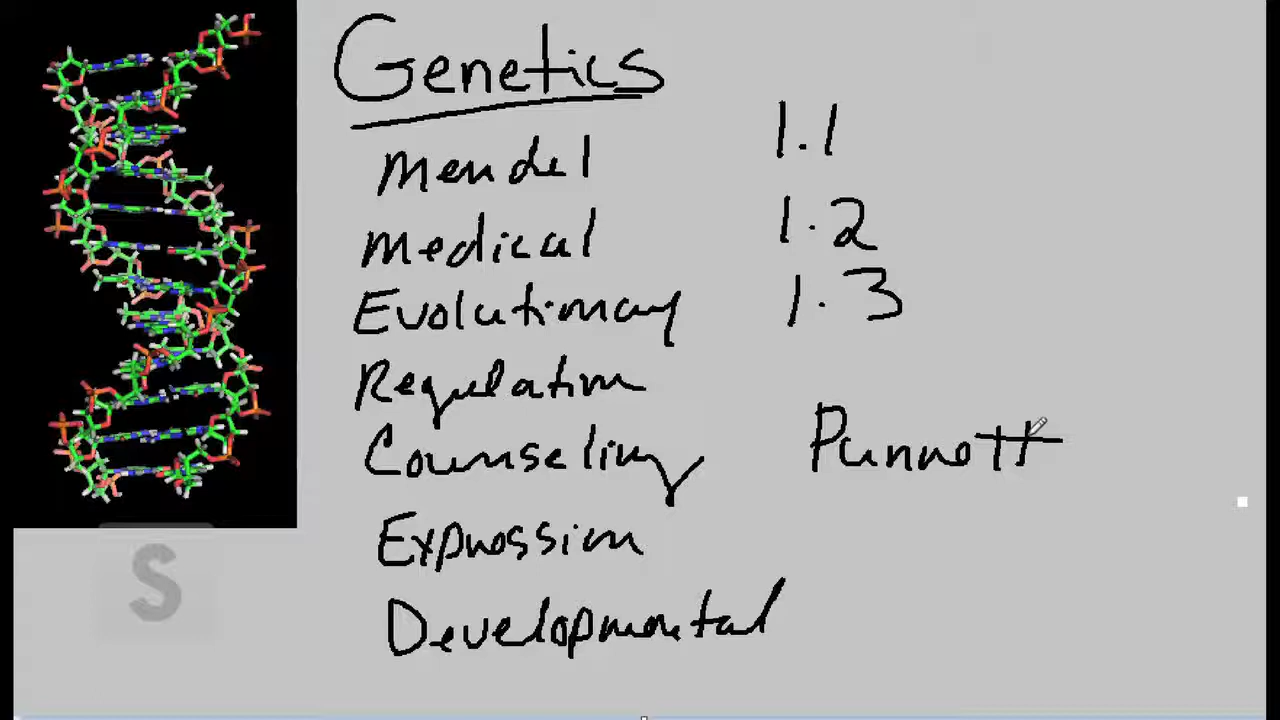 Genetics
Mendel 1.1
Medical 1.2
Evolutionary 1.3
Regulation
Counseling Punnett
Expression
Developmental
S